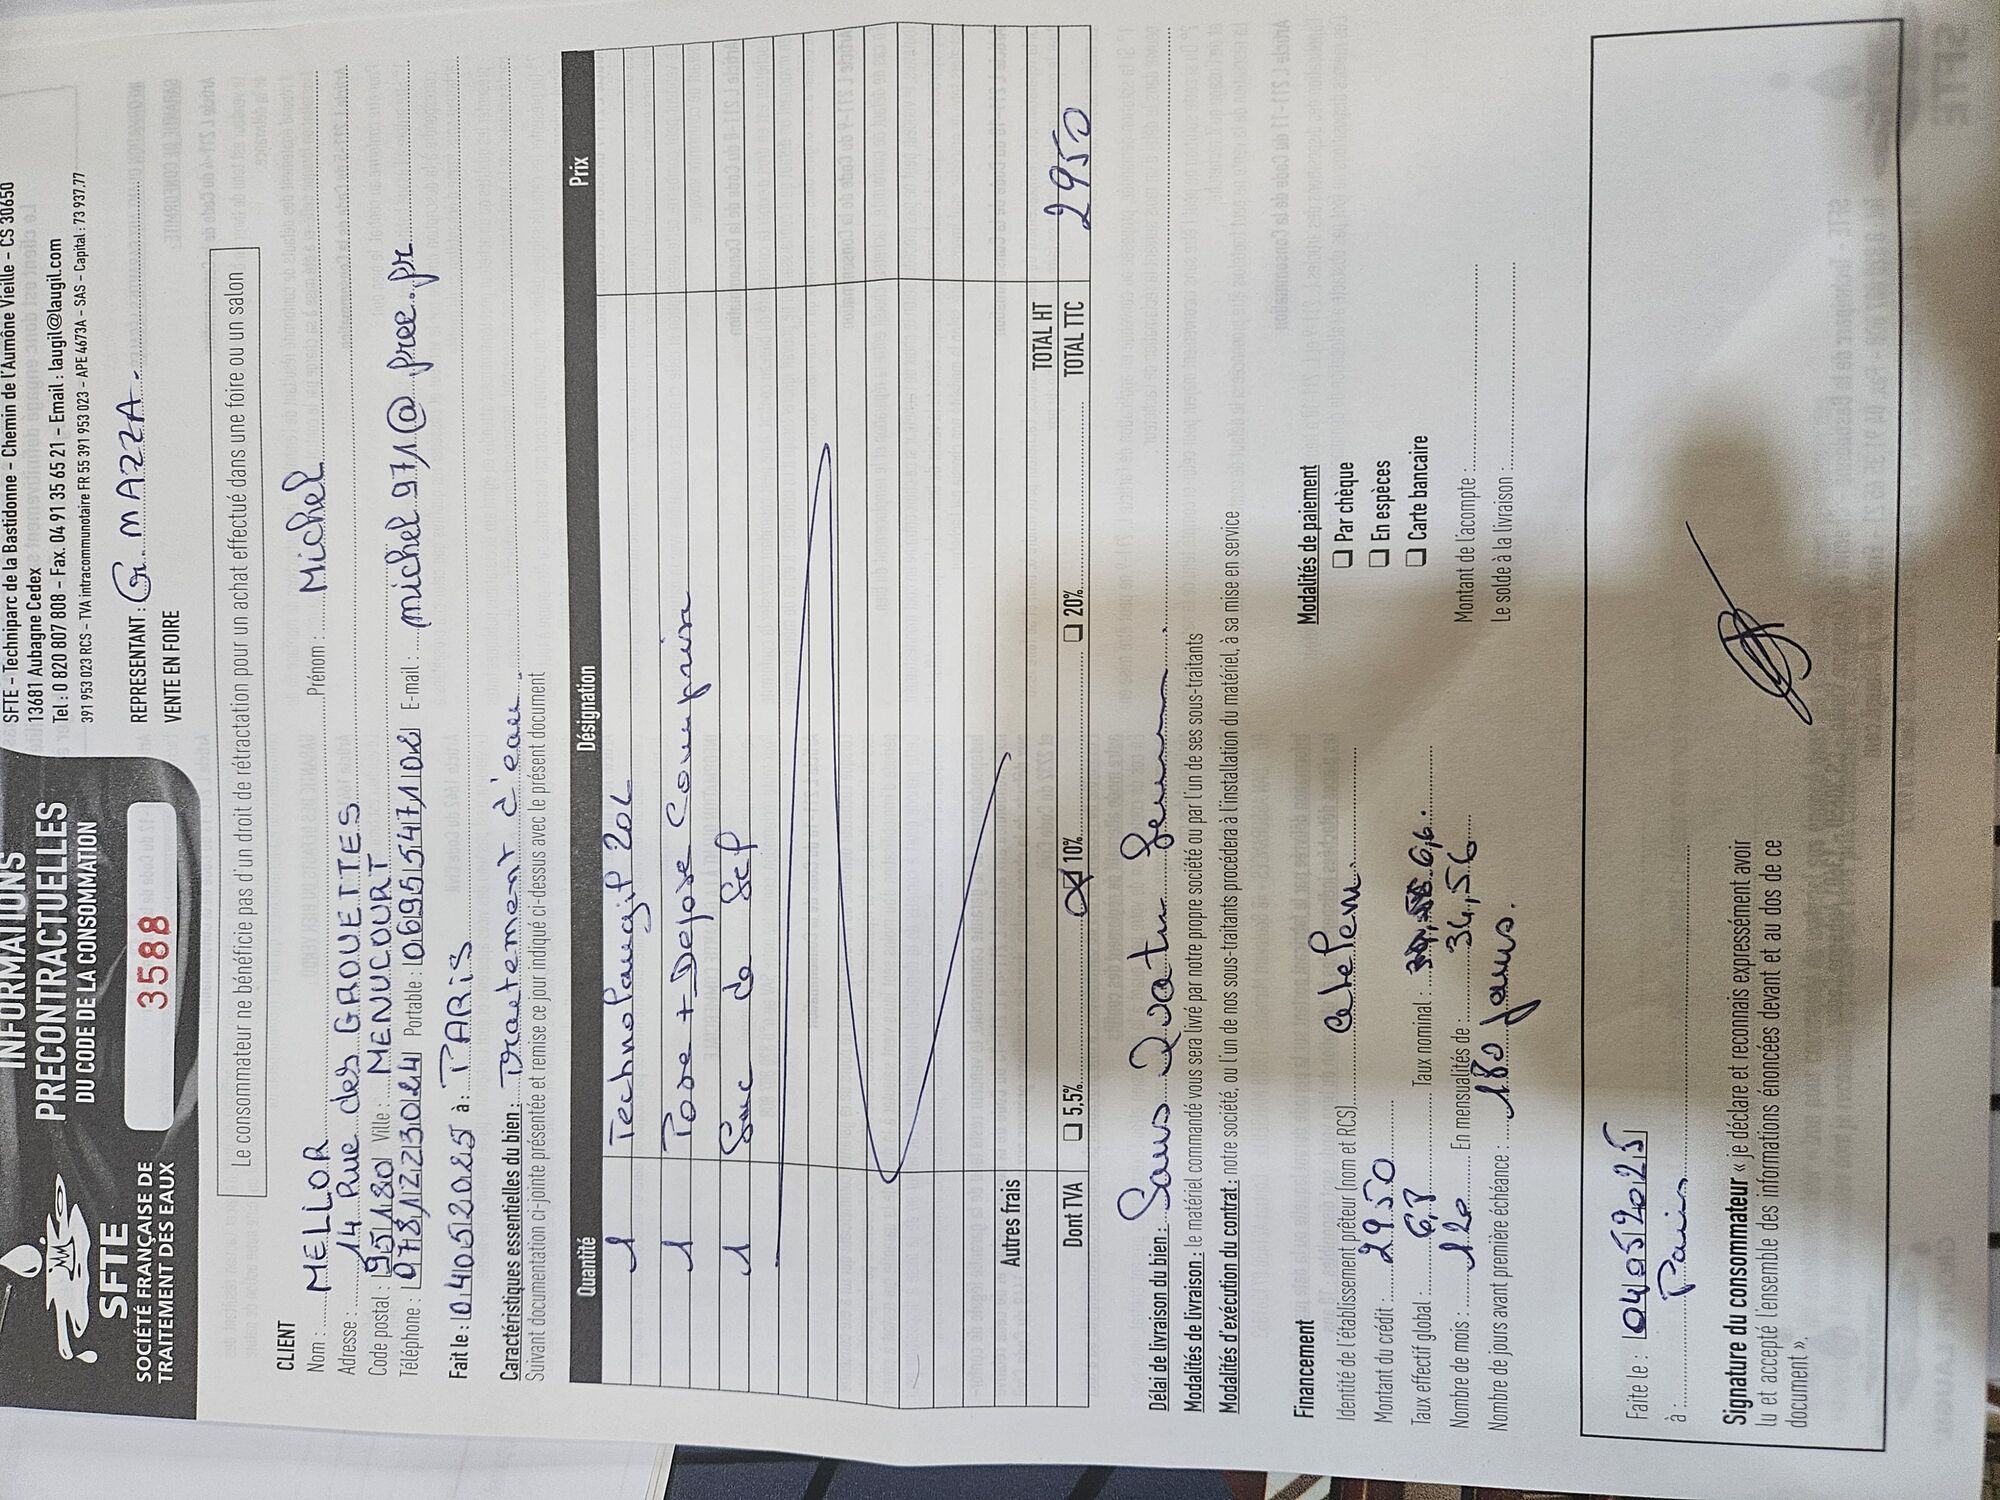 INFORMATIONS
PRECONTRACTUELLES
DU CODE DE LA CONSOMMATION
3588
SFTE
SOCIÉTÉ FRANÇAISE DE
TRAITEMENT DES EAUX
SFTE – Techniparc de la Bastidonne – Chemin de l'Aumône Vieille – CS 30650
13681 Aubagne Cedex
Tel : 0 820 007 808 – Fax. 04 91 35 65 21 – Email : laugil@laugil.com
391 953 023 RCS – TVA intracommunotaire FR 55 391 953 023 – APE 4673A – SAS – Capital : 73 937,77
REPRESENTANT : G. MAZZA.
VENTE EN FOIRE
Le consommateur ne bénéficie pas d'un droit de rétractation pour un achat effectué dans une foire ou un salon
CLIENT
Nom : MELLOR Prénom : Michel
Adresse : 14 Rue des GROUETTES
Code postal : 95180 Ville : MENUCOURT
Téléphone : Portable : E-mail : michel971@free.fr
Fait le : 04052025 à : PARIS
Caractéristiques essentielles du bien : Traitement d'eau
Suivant documentation ci-jointe présentée et remise ce jour indiqué ci-dessus avec le présent document
Quantité Désignation Prix
1 Techno Laugil 20L
1 Pose + Dépose Comprise
1 Sac de Sel
Autres frais
TOTAL HT
Dont TVA ❑ 5,5% ❑ 10% ❑ 20% TOTAL TTC 2950
Délai de livraison du bien : Sous Quatre Semaines
Modalités de livraison : le matériel commandé vous sera livré par notre propre société ou par l'un de ses sous-traitants
Modalités d'exécution du contrat : notre société, ou l'un de nos sous-traitants procédera à l'installation du matériel, à sa mise en service
Financement
Identité de l'établissement prêteur (nom et RCS)
Montant du crédit : 2950
Taux effectif global : 6,8 Taux nominal : 6,6.
Nombre de mois : 120 En mensualités de 34,56
Nombre de jours avant première échéance : 180 jours.
Modalités de paiement
❑ Par chèque
❑ En espèces
❑ Carte bancaire
Montant de l'acompte :
Le solde à la livraison :
Faite le : 04052025
à : Paris
Signature du consommateur « je déclare et reconnais expressément avoir
lu et accepté l'ensemble des informations énoncées devant et au dos de ce
document ».